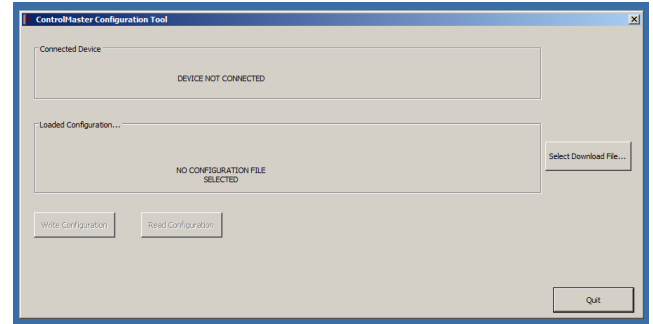 ControlMaster Configuration Tool
Connected Device
DEVICE NOT CONNECTED
Loaded Configuration...
NO CONFIGURATION FILE
SELECTED
Select Download File...
Write Configuration
Read Configuration
Quit